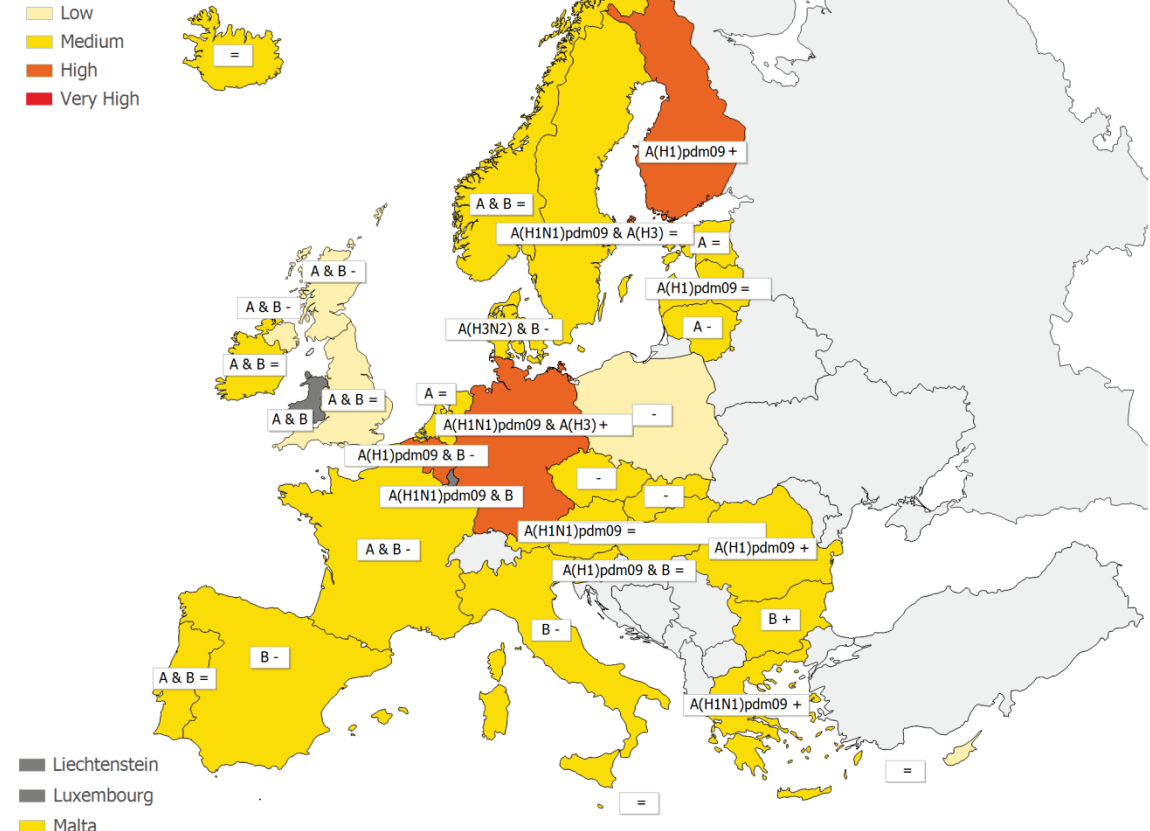 Low
Medium
High
Very High
=
A(H1)pdm09 +
A & B =
A(H1N1)pdm09 & A(H3) =
A =
A & B -
A(H1)pdm09 =
A & B -
A(H3N2) & B -
A -
A & B =
A =
A & B =
A & B
-
A(H1N1)pdm09 & A(H3) +
A(H1)pdm09 & B -
-
A(H1N1)pdm09 & B
-
A(H1N1)pdm09 =
A & B -
A(H1)pdm09 +
A(H1)pdm09 & B =
B +
B -
B -
A & B =
A(H1N1)pdm09 +
Liechtenstein
=
Luxembourg
=
Malta